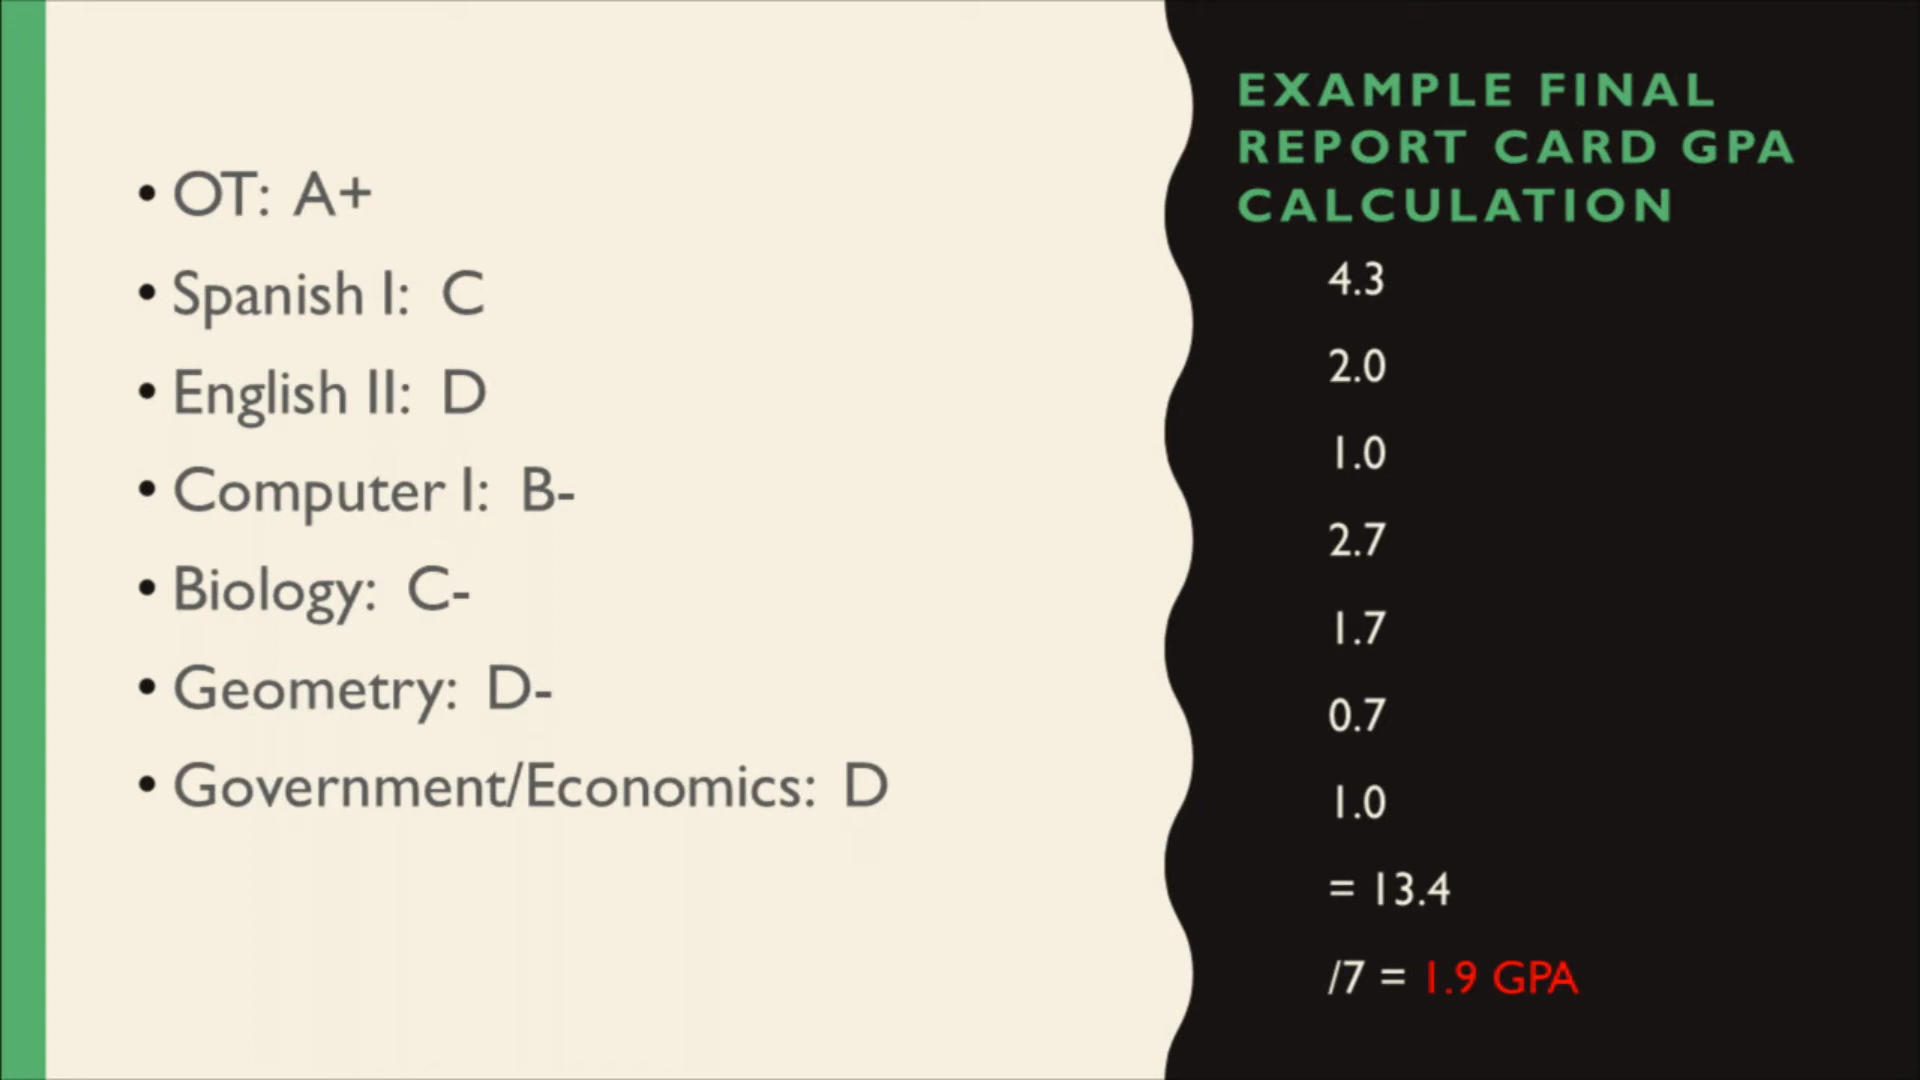 • OT: A+
• Spanish I: C
• English II: D
• Computer I: B-
• Biology: C-
• Geometry: D-
• Government/Economics: D
EXAMPLE FINAL
REPORT CARD GPA
CALCULATION
4.3
2.0
1.0
2.7
1.7
0.7
1.0
= 13.4
/7 = 1.9 GPA